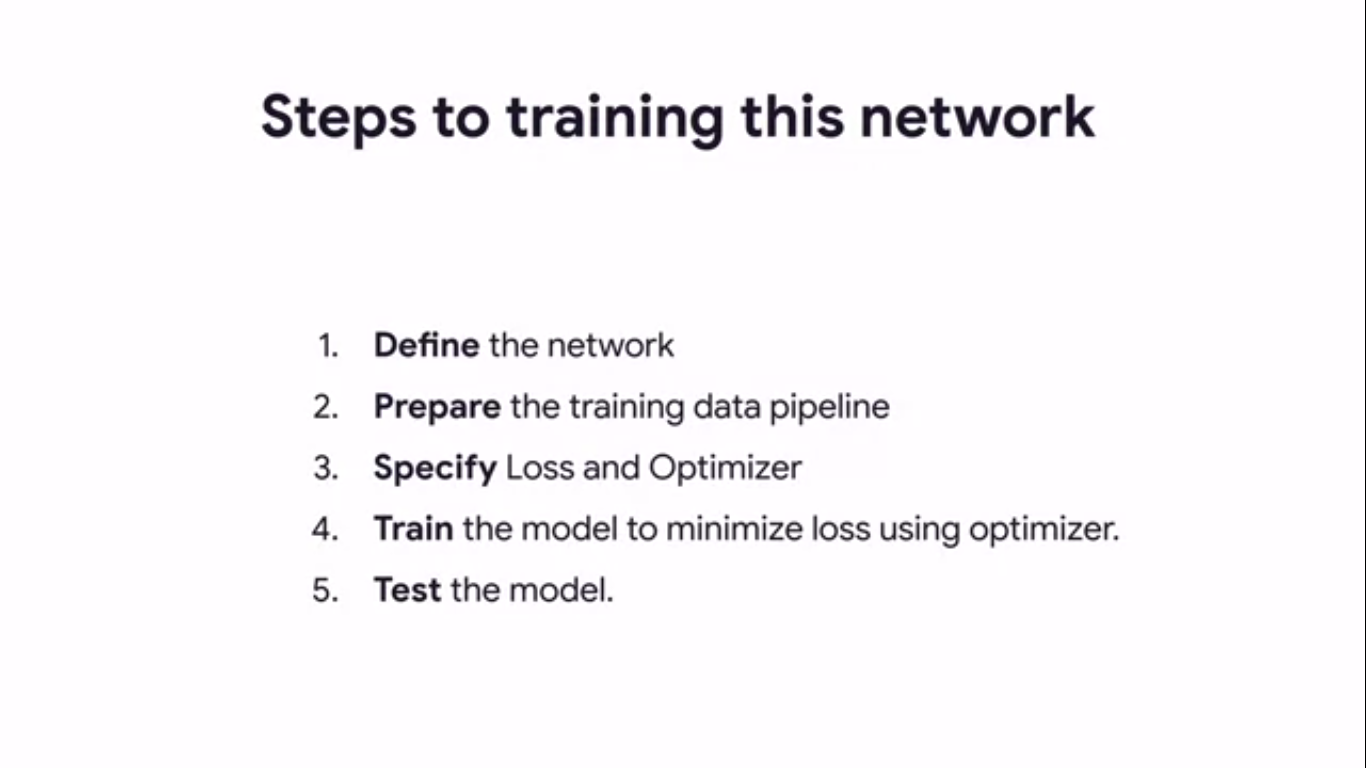 Steps to training this network
1. Define the network
2. Prepare the training data pipeline
3. Specify Loss and Optimizer
4. Train the model to minimize loss using optimizer.
5. Test the model.